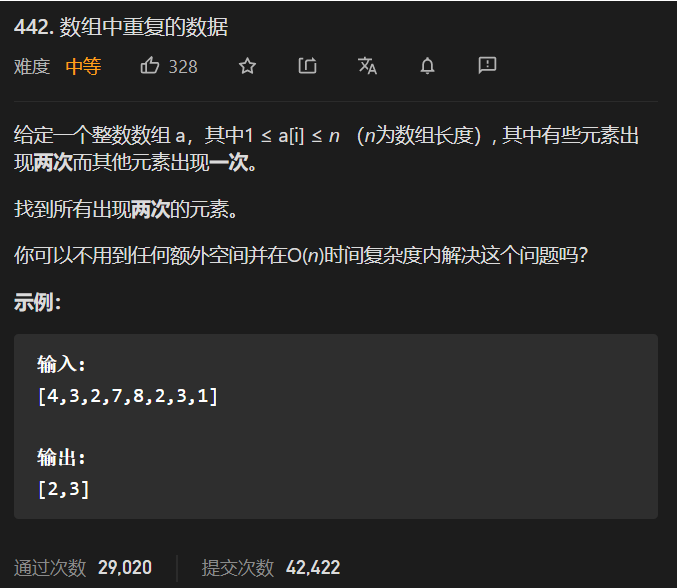 442. 数组中重复的数据
难度 中等 328
给定一个整数数组 a，其中1 ≤ a[i] ≤ n （n为数组长度）, 其中有些元素出
现两次而其他元素出现一次。
找到所有出现两次的元素。
你可以不用到任何额外空间并在O(n)时间复杂度内解决这个问题吗？
示例：
输入:
[4,3,2,7,8,2,3,1]
输出:
[2,3]
通过次数 29,020 提交次数 42,422